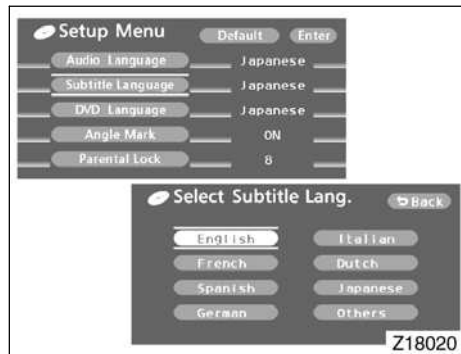 Setup Menu Default Enter
Audio Language Japanese
Subtitle Language Japanese
DVD Language Japanese
Angle Mark ON
Parental Lock 8
Select Subtitle Lang. Back
English Italian
French Dutch
Spanish Japanese
German Others
Z18020